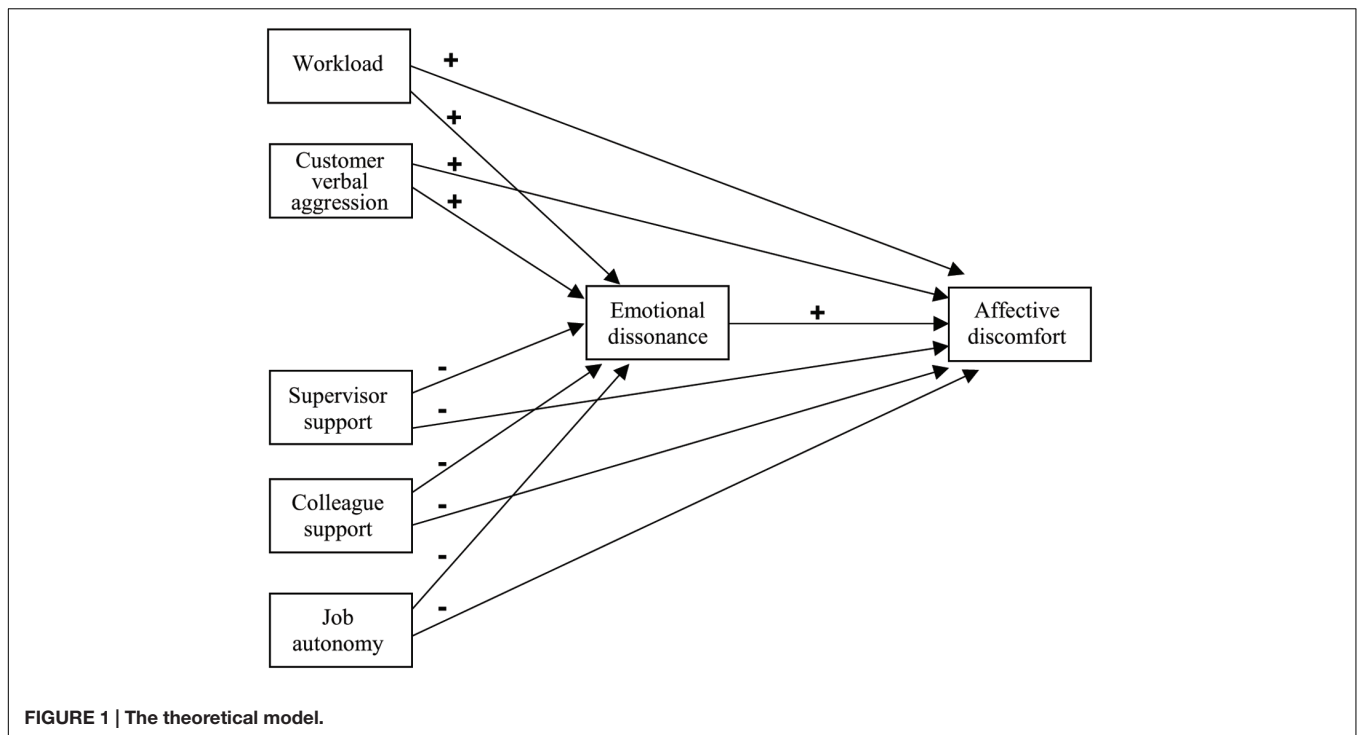 Workload
+
+
Customer
verbal
aggression
+
+
Emotional
dissonance
+
Affective
discomfort
Supervisor
support
-
-
Colleague
support
-
-
Job
autonomy
-
-
FIGURE 1 | The theoretical model.